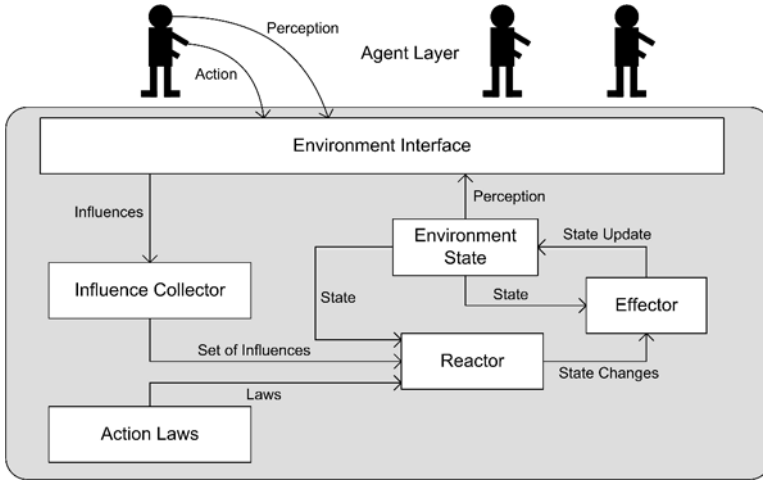 Perception
Agent Layer
Action
Environment Interface
Influences
Perception
Environment
State
State Update
Influence Collector
State
State
Effector
Set of Influences
Reactor
State Changes
Laws
Action Laws